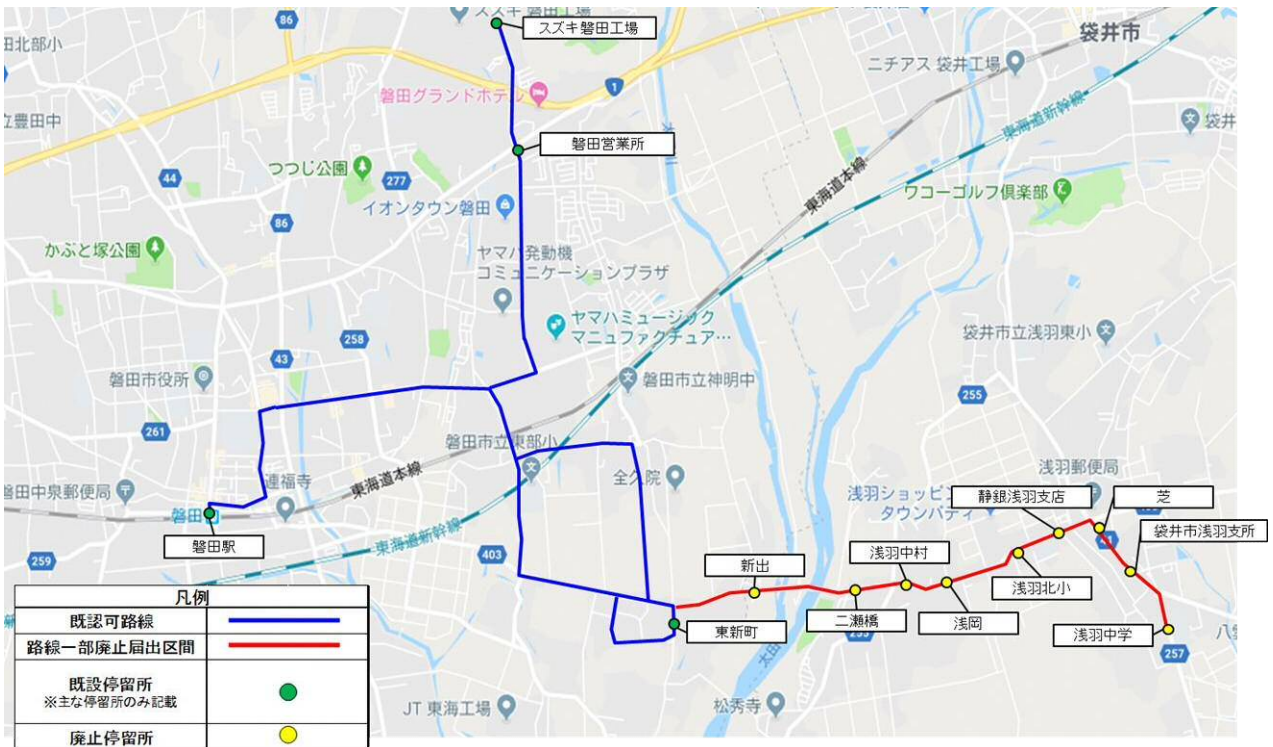 86
スズキ 磐田工場
スズキ磐田工場
袋井市
田北部小
ニチアス 袋井工場
磐田グランドホテル
1
東海道新幹線
立豊田中
袋井
磐田営業所
つつじ公園
44
277
東海道本線
ワコーゴルフ倶楽部
イオンタウン磐田
86
かぶと塚公園
ヤマハ発動機
コミュニケーションプラザ
ヤマハミュージック
マニュファクチュア…
袋井市立浅羽東小
258
43
磐田市役所
磐田市立神明中
255
261
磐田市立東部小
浅羽郵便局
全久院
連福寺
東海道本線
磐田中泉郵便局
浅羽ショッピン
タウンパティ
静銀浅羽支店
芝
磐田
東海道新幹線
袋井市浅羽支所
磐田駅
403
259
浅羽中村
新出
浅羽北小
凡例
二瀬橋
浅岡
既認可路線
東新町
浅羽中学
八雲
路線一部廃止届出区間
257
太田
既設停留所
※主な停留所のみ記載
JT 東海工場
松秀寺
廃止停留所